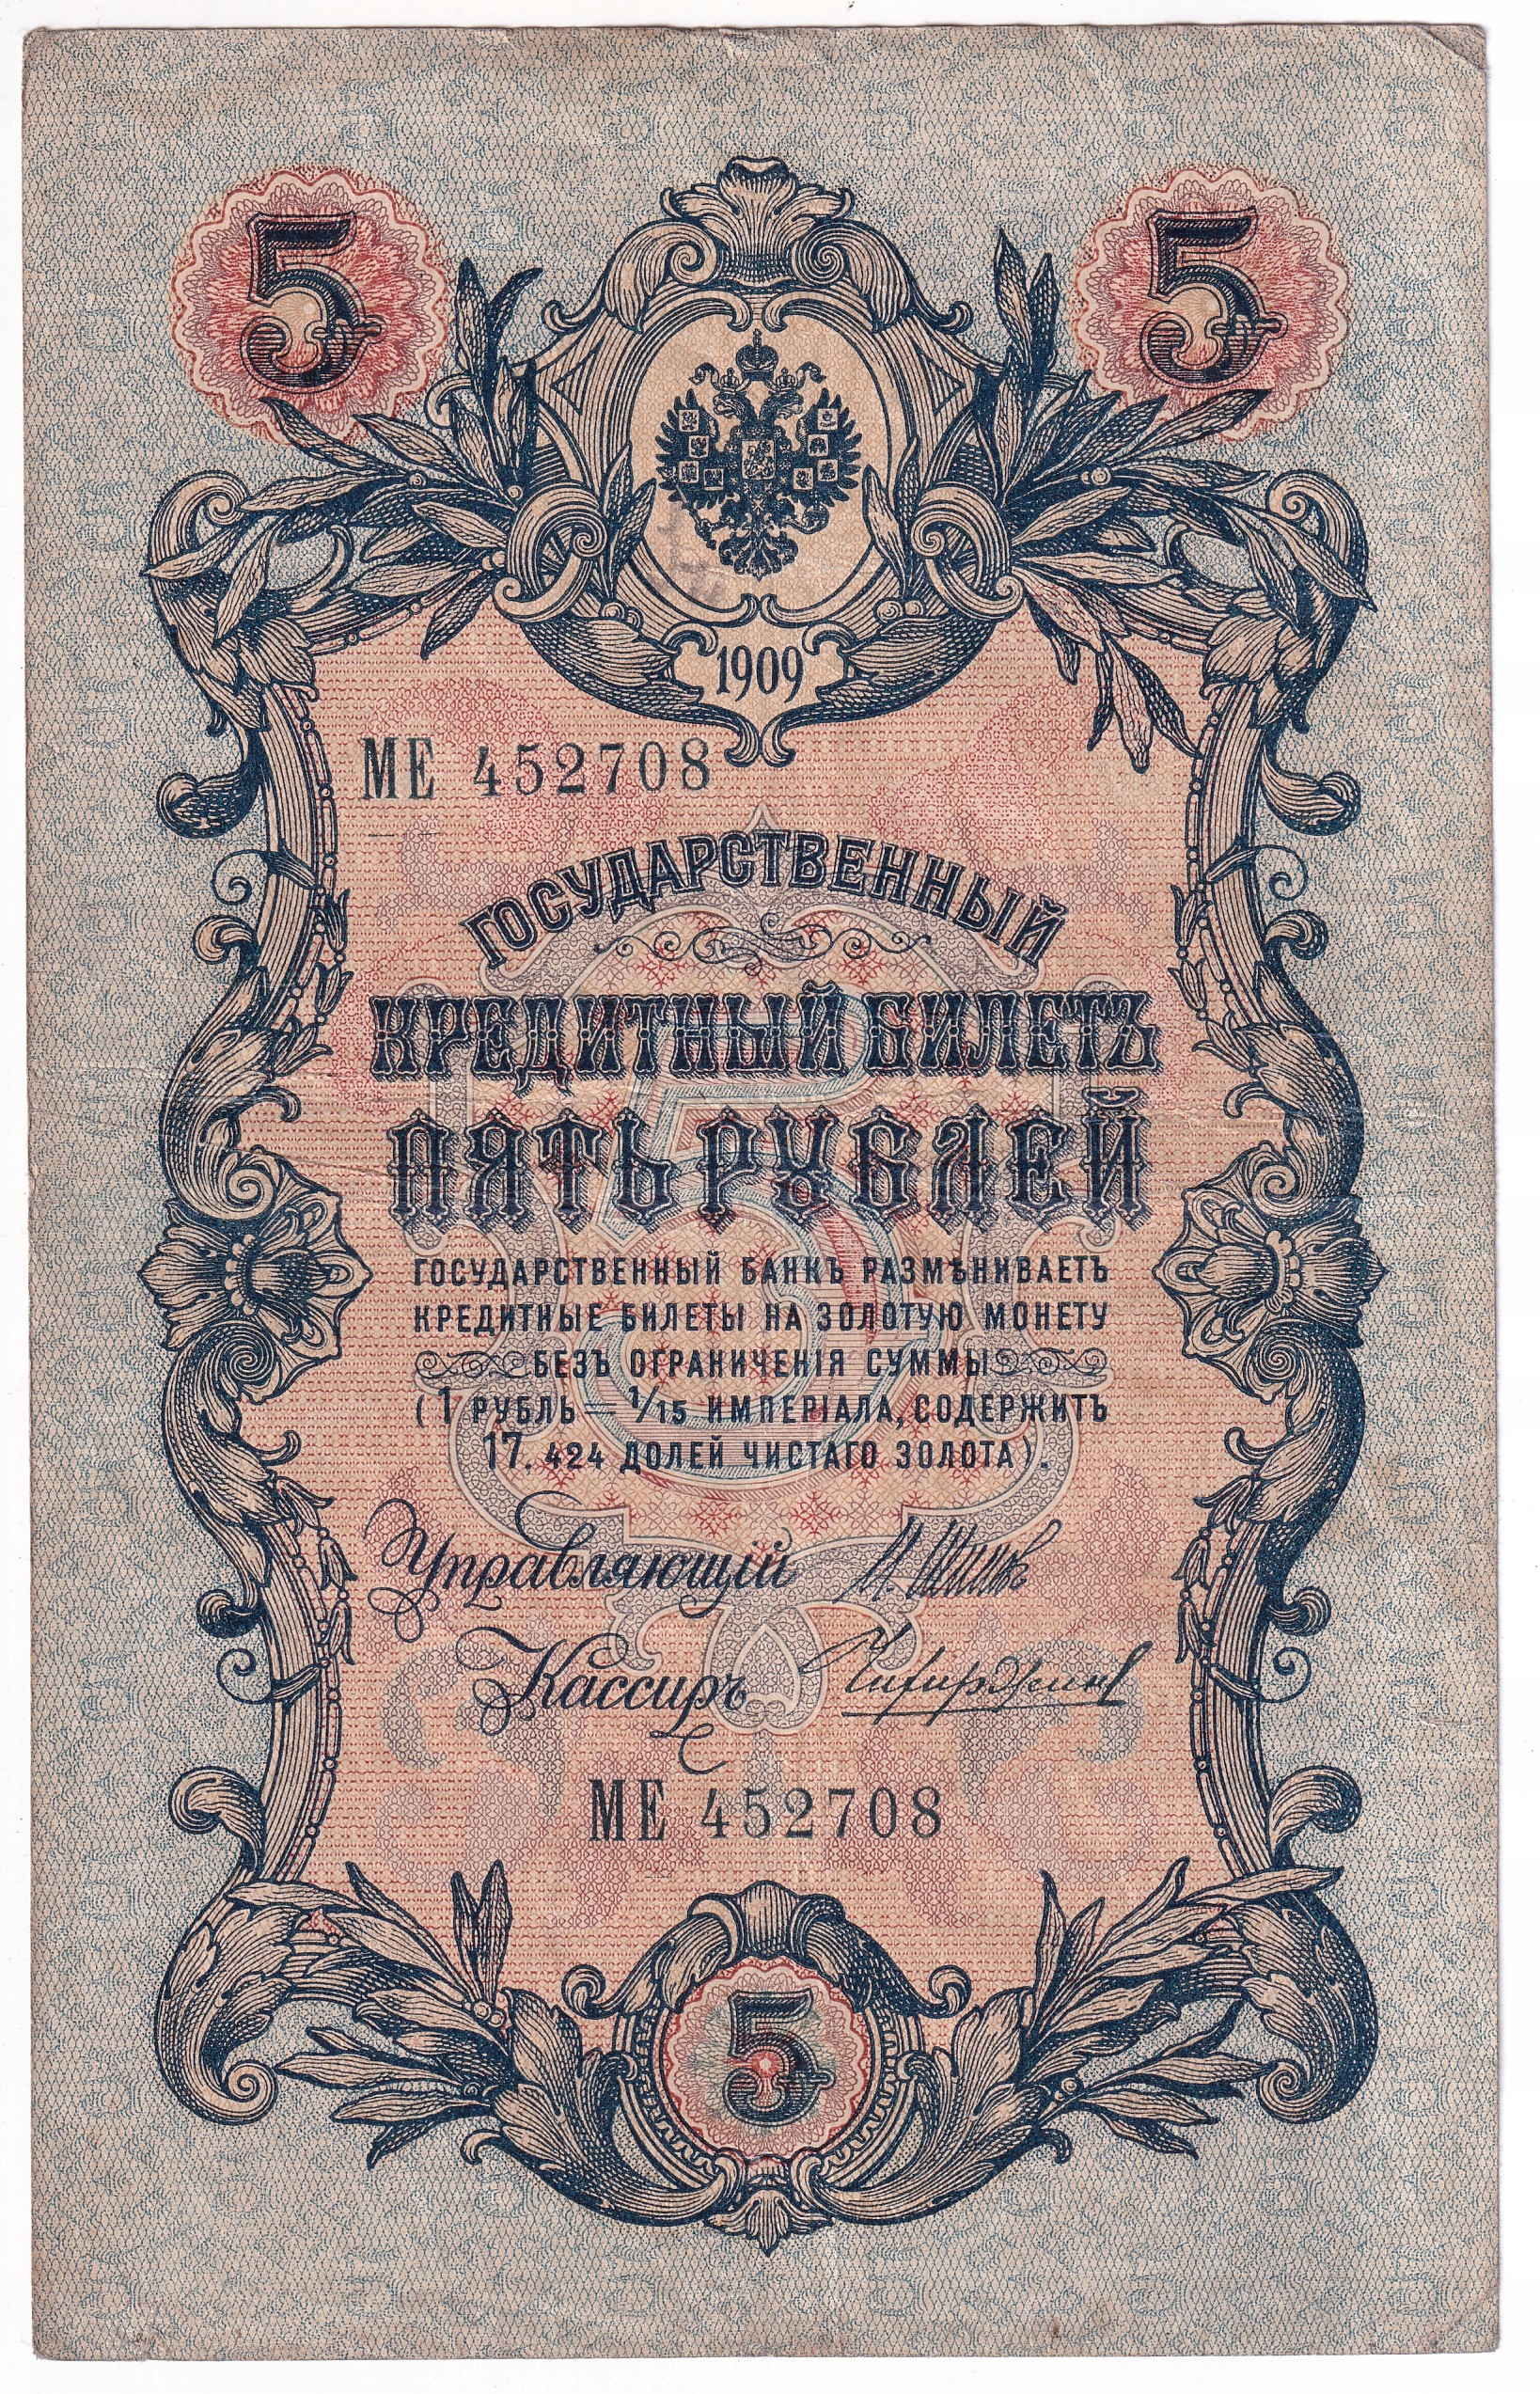 5 5
1909
МЕ 452708
ГОСУДАРСТВЕННЫЙ
КРЕДИТНЫЙ БИЛЕТЪ
ПЯТЬ РУБЛЕЙ
ГОСУДАРСТВЕННЫЙ БАНКЪ РАЗМѢНИВАЕТЪ
КРЕДИТНЫЕ БИЛЕТЫ НА ЗОЛОТУЮ МОНЕТУ
БЕЗЪ ОГРАНИЧЕНІЯ СУММЫ
(1 РУБЛЬ = 1/15 ИМПЕРІАЛА, СОДЕРЖИТЪ
17. 424 ДОЛЕЙ ЧИСТАГО ЗОЛОТА).
Управляющій И. Шиповъ
Кассиръ
МЕ 452708
5